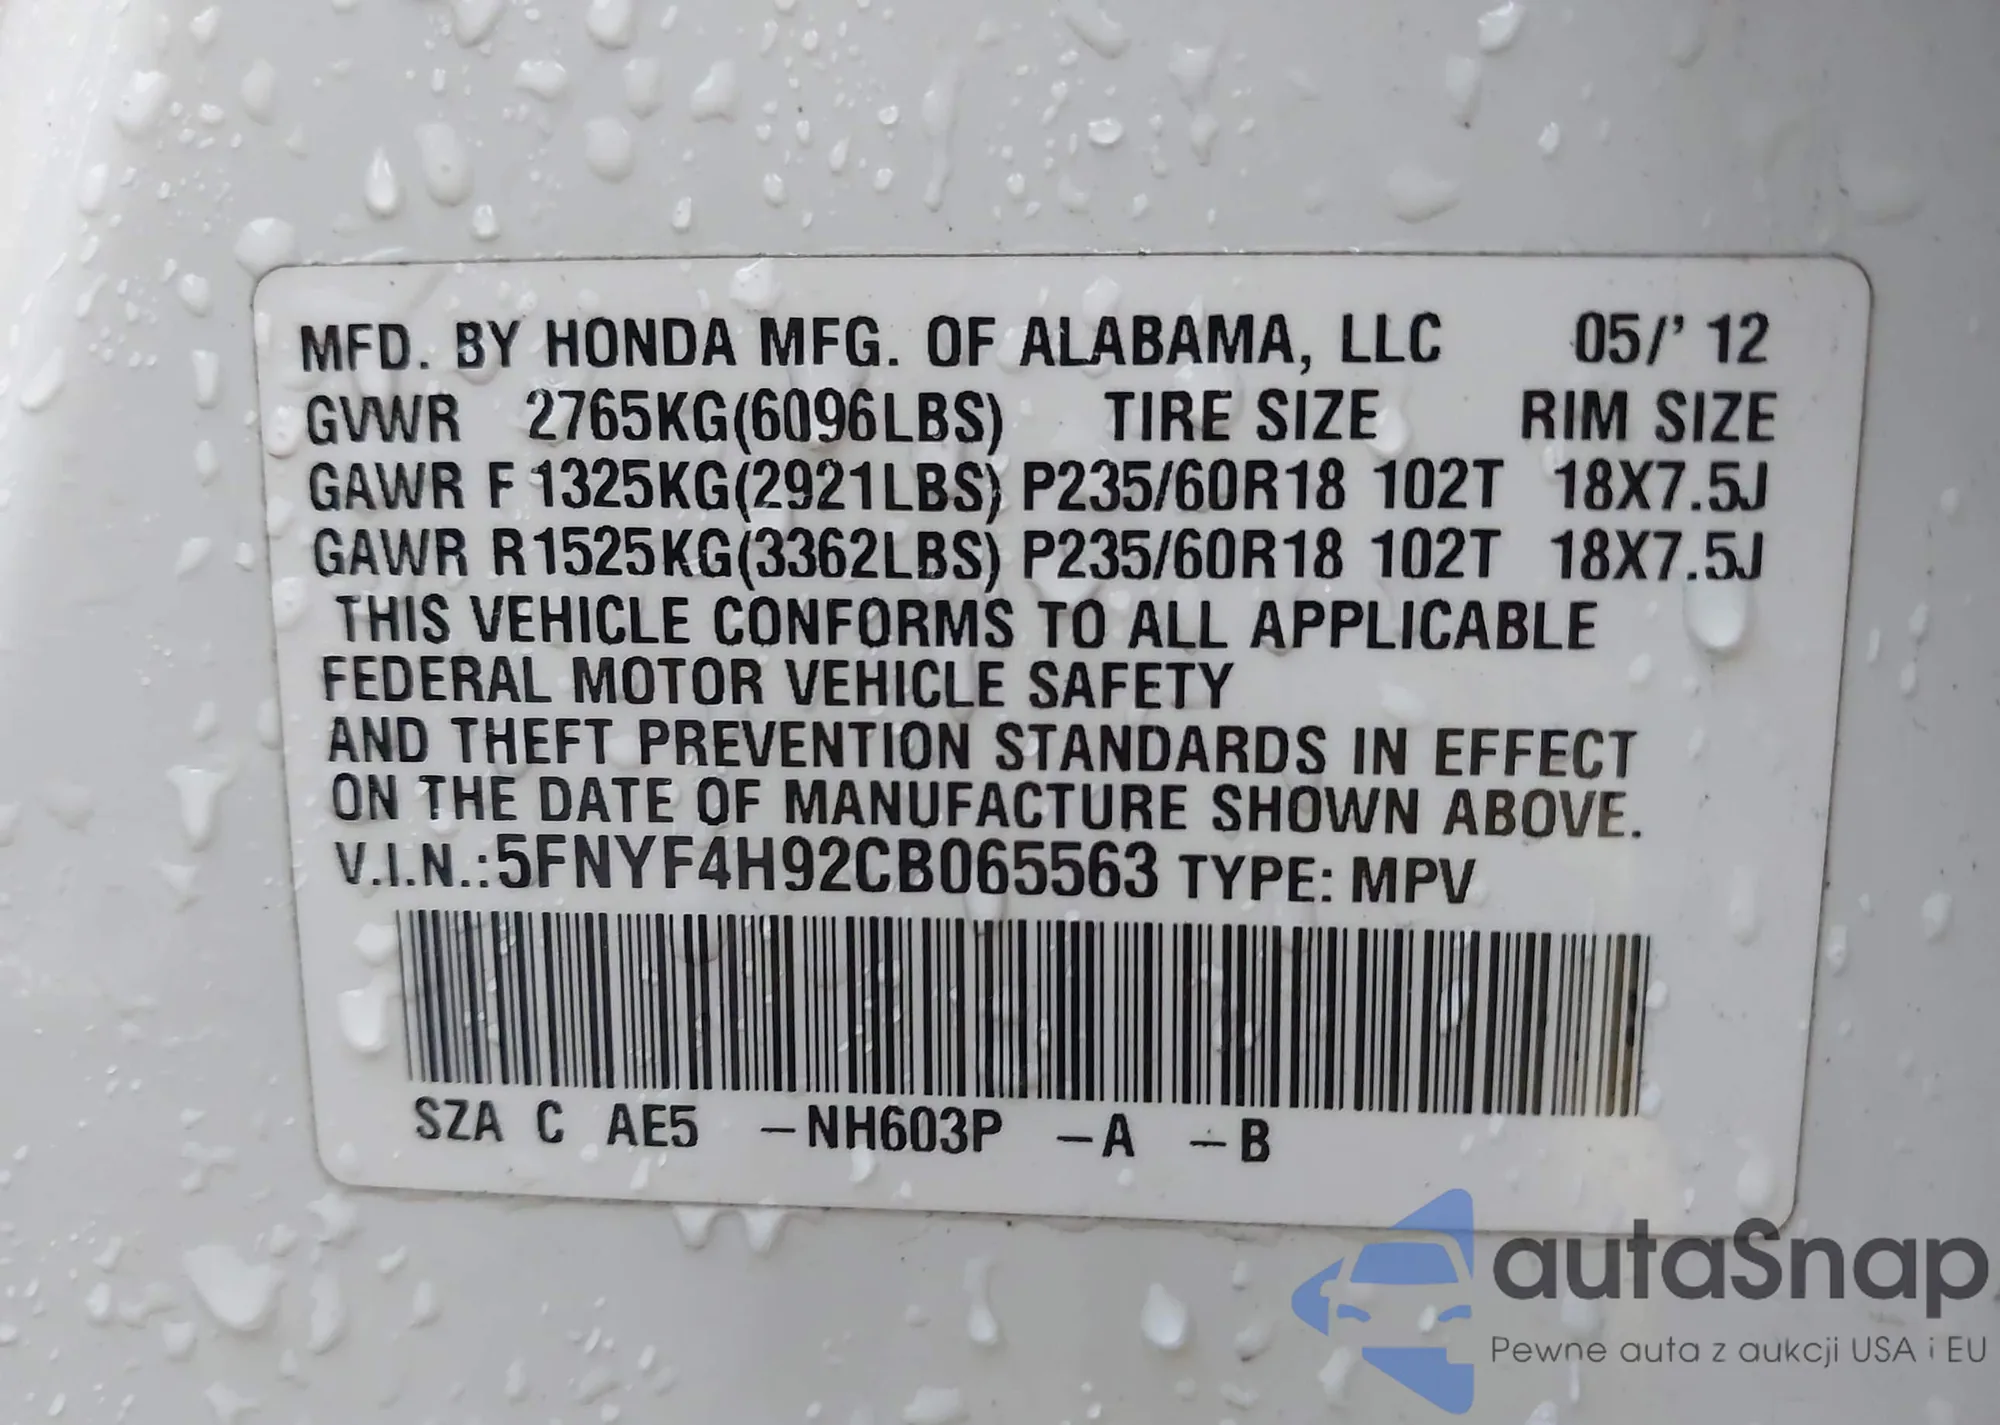 MFD. BY HONDA MFG. OF ALABAMA, LLC 05/' 12
GVWR 2765KG(6096LBS) TIRE SIZE RIM SIZE
GAWR F 1325KG(2921LBS) P235/60R18 102T 18X7.5J
GAWR R1525KG(3362LBS) P235/60R18 102T 18X7.5J
THIS VEHICLE CONFORMS TO ALL APPLICABLE
FEDERAL MOTOR VEHICLE SAFETY
AND THEFT PREVENTION STANDARDS IN EFFECT
ON THE DATE OF MANUFACTURE SHOWN ABOVE.
V.I.N.:5FNYF4H92CB065563 TYPE: MPV
SZA C AE5 -NH603P -A -B
autaSnap
Pewne auta z aukcji USA i EU